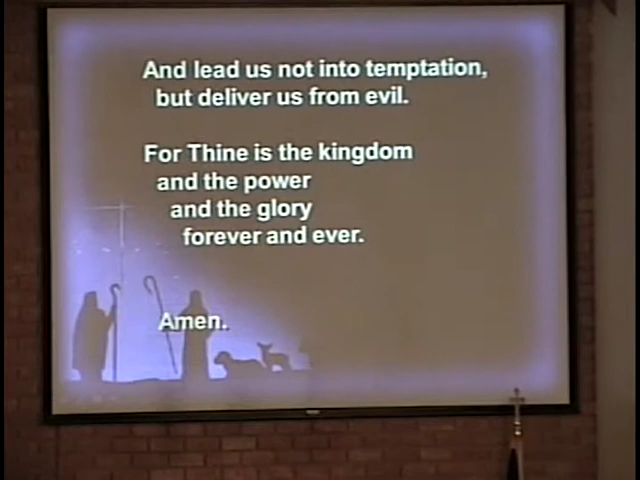 And lead us not into temptation,
but deliver us from evil.
For Thine is the kingdom
and the power
and the glory
forever and ever.
Amen.